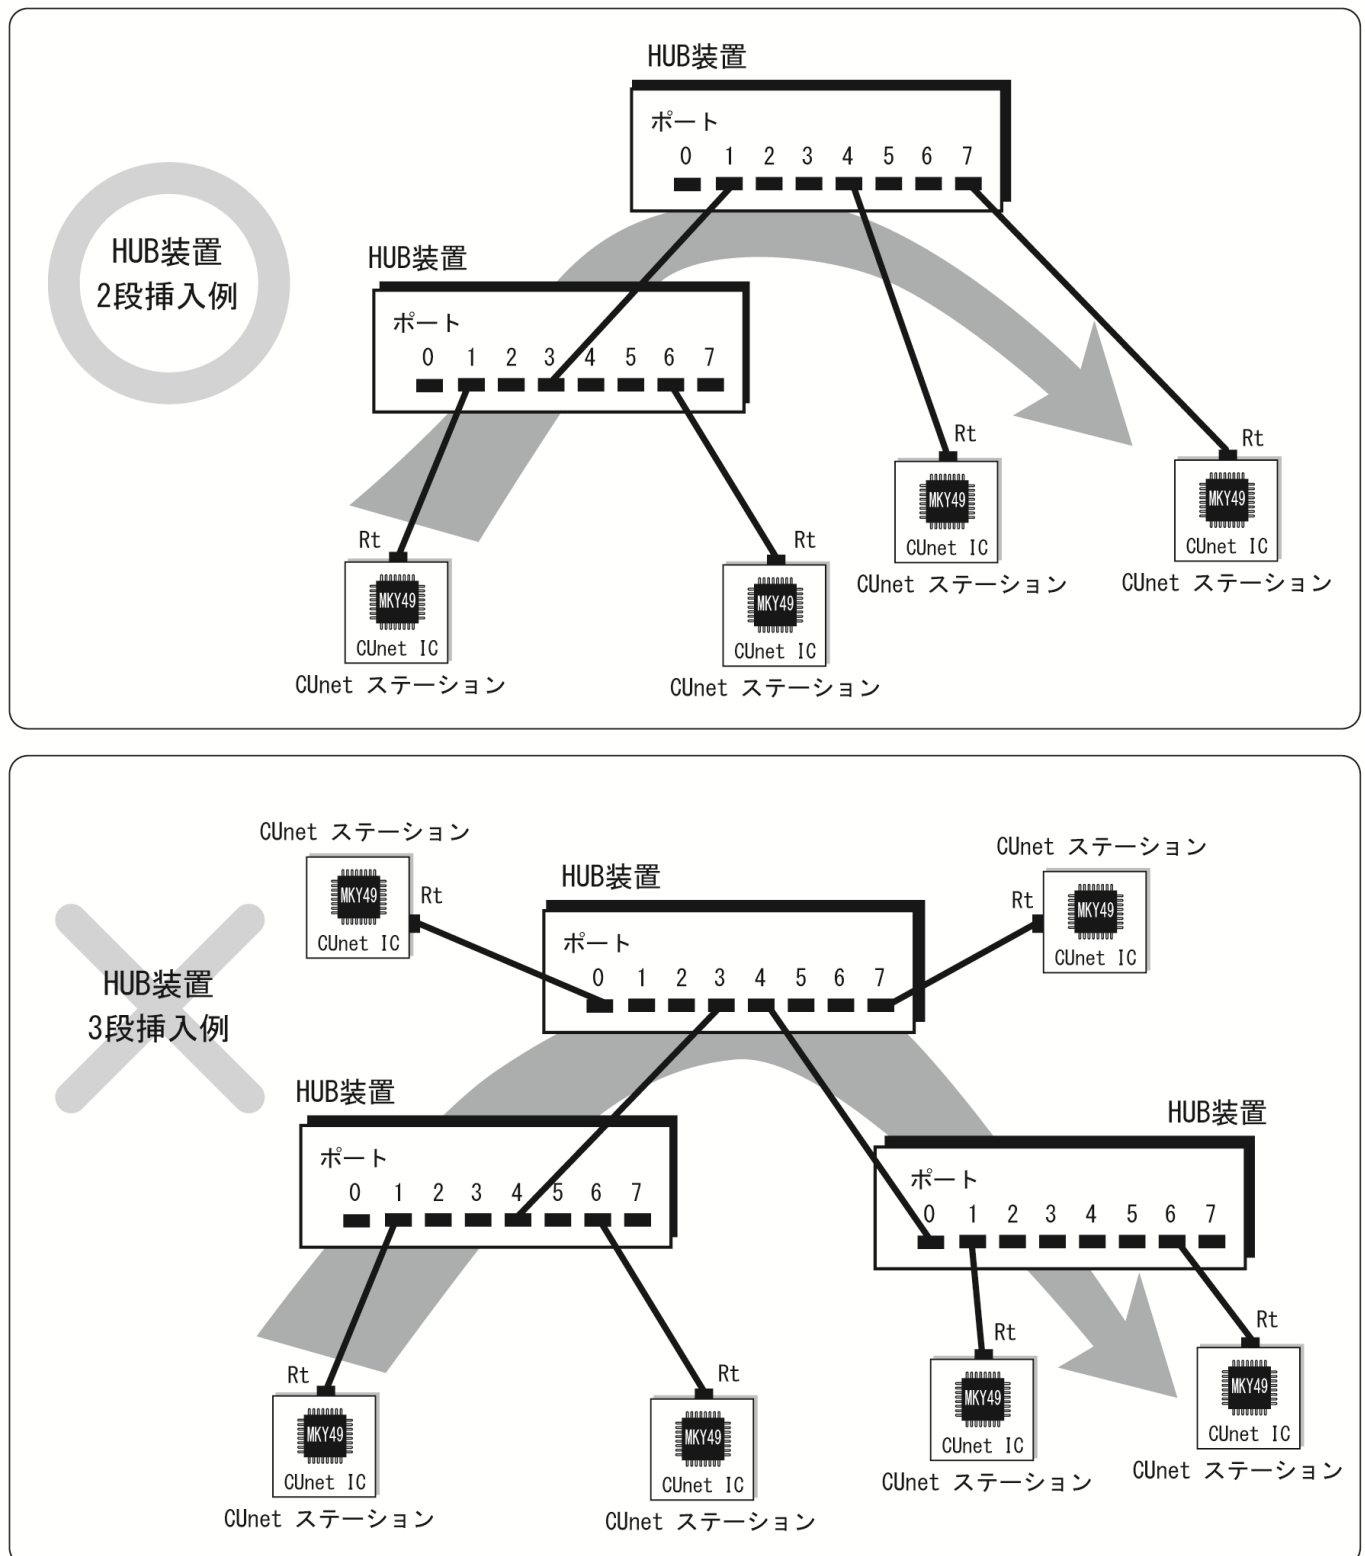 HUB装置
ポート
0 1 2 3 4 5 6 7
HUB装置
2段挿入例
HUB装置
ポート
0 1 2 3 4 5 6 7
Rt
MKY49
CUnet IC
CUnet ステーション
Rt
MKY49
CUnet IC
CUnet ステーション
Rt
MKY49
CUnet IC
CUnet ステーション
Rt
MKY49
CUnet IC
CUnet ステーション
CUnet ステーション
MKY49
Rt
CUnet IC
CUnet ステーション
Rt
MKY49
CUnet IC
HUB装置
ポート
0 1 2 3 4 5 6 7
HUB装置
3段挿入例
HUB装置
ポート
0 1 2 3 4 5 6 7
HUB装置
ポート
0 1 2 3 4 5 6 7
Rt
MKY49
CUnet IC
CUnet ステーション
Rt
MKY49
CUnet IC
CUnet ステーション
Rt
MKY49
CUnet IC
CUnet ステーション
Rt
MKY49
CUnet IC
CUnet ステーション